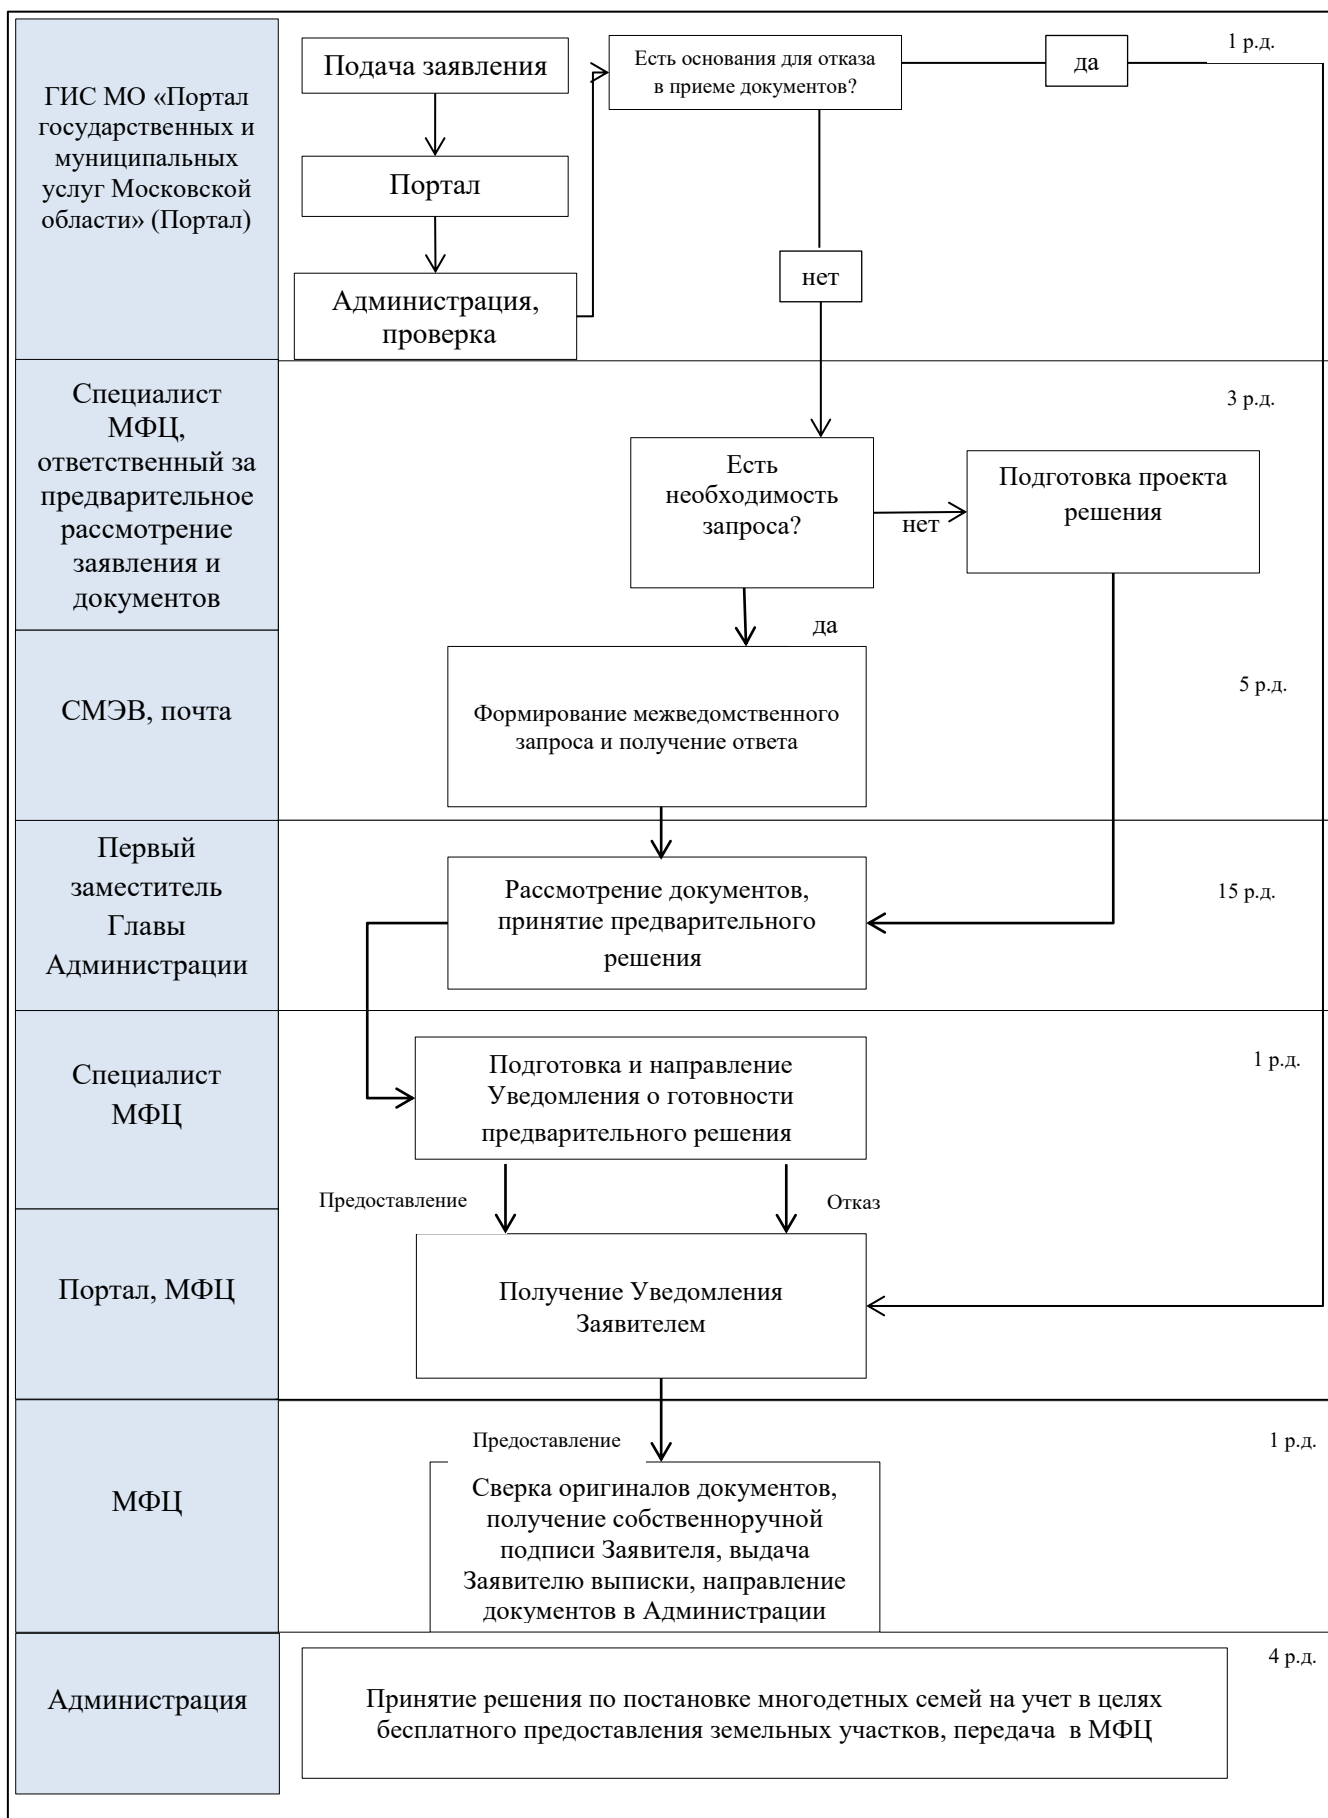 ГИС МО «Портал
государственных и
муниципальных
услуг Московской
области» (Портал)
Подача заявления
Портал
Администрация,
проверка
Есть основания для отказа
в приеме документов?
да
1 р.д.
нет
Специалист
МФЦ,
ответственный за
предварительное
рассмотрение
заявления и
документов
Есть
необходимость
запроса?
нет
Подготовка проекта
решения
3 р.д.
да
СМЭВ, почта
Формирование межведомственного
запроса и получение ответа
5 р.д.
Первый
заместитель
Главы
Администрации
Рассмотрение документов,
принятие предварительного
решения
15 р.д.
Специалист
МФЦ
Подготовка и направление
Уведомления о готовности
предварительного решения
1 р.д.
Предоставление
Отказ
Портал, МФЦ
Получение Уведомления
Заявителем
МФЦ
Предоставление
1 р.д.
Сверка оригиналов документов,
получение собственноручной
подписи Заявителя, выдача
Заявителю выписки, направление
документов в Администрации
Администрация
4 р.д.
Принятие решения по постановке многодетных семей на учет в целях
бесплатного предоставления земельных участков, передача в МФЦ